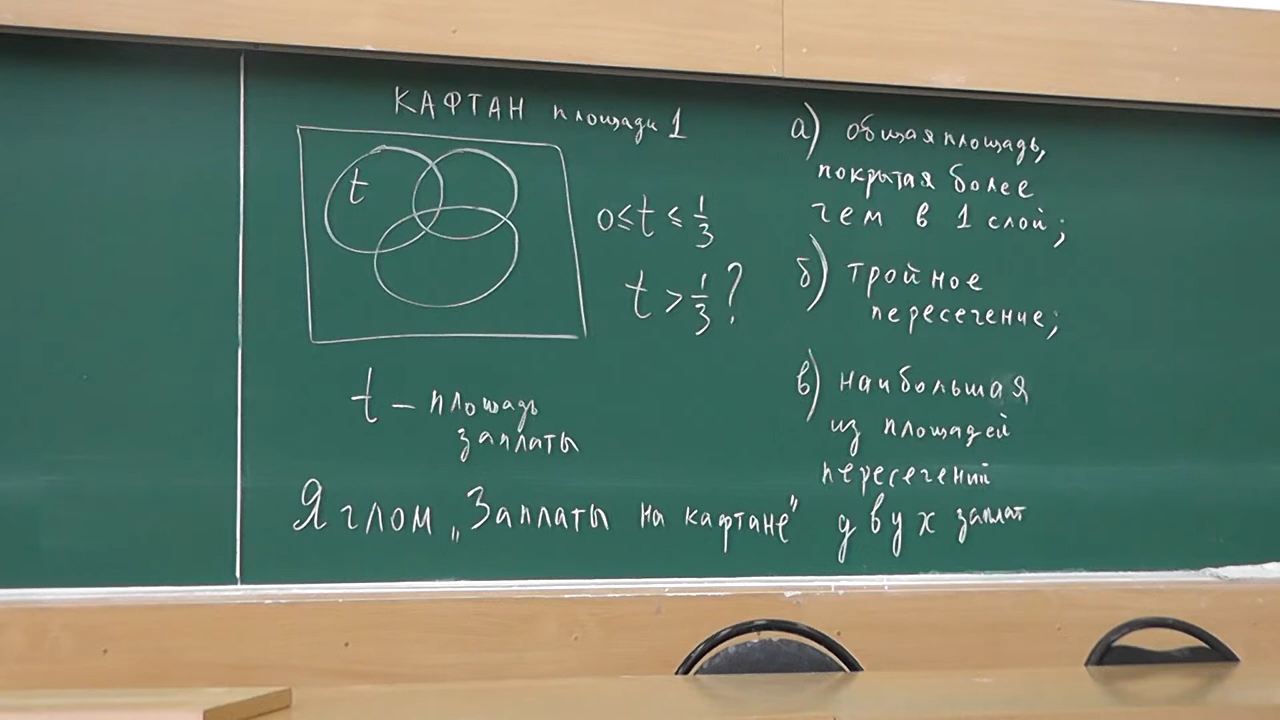 КАФТАН площади 1
t
0≤t≤1/3
t>1/3?
t – площадь
заплаты
Яглом „Заплаты на кафтане”
а) общая площадь,
покрытая более
чем в 1 слой;
б) тройное
пересечение;
в) наибольшая
из площадей
пересечений
двух заплат